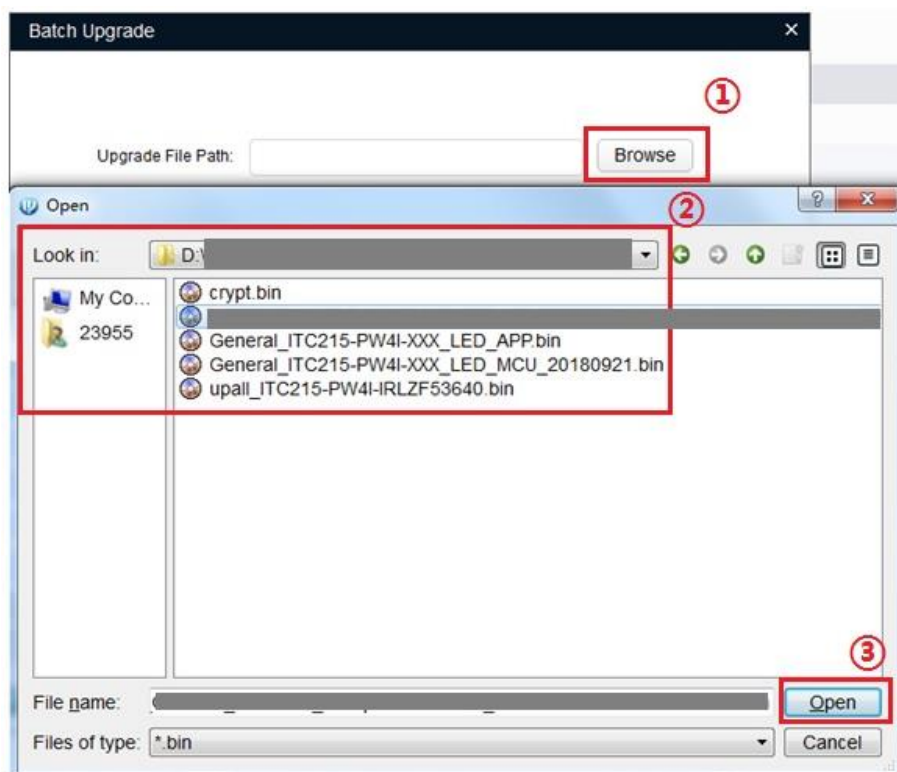 Batch Upgrade
①
Upgrade File Path:
Browse
Open
②
Look in:
D:\
My Co...
23955
crypt.bin
General_ITC215-PW4I-XXX_LED_APP.bin
General_ITC215-PW4I-XXX_LED_MCU_20180921.bin
upall_ITC215-PW4I-IRLZF53640.bin
③
File name:
Open
Files of type:
*.bin
Cancel